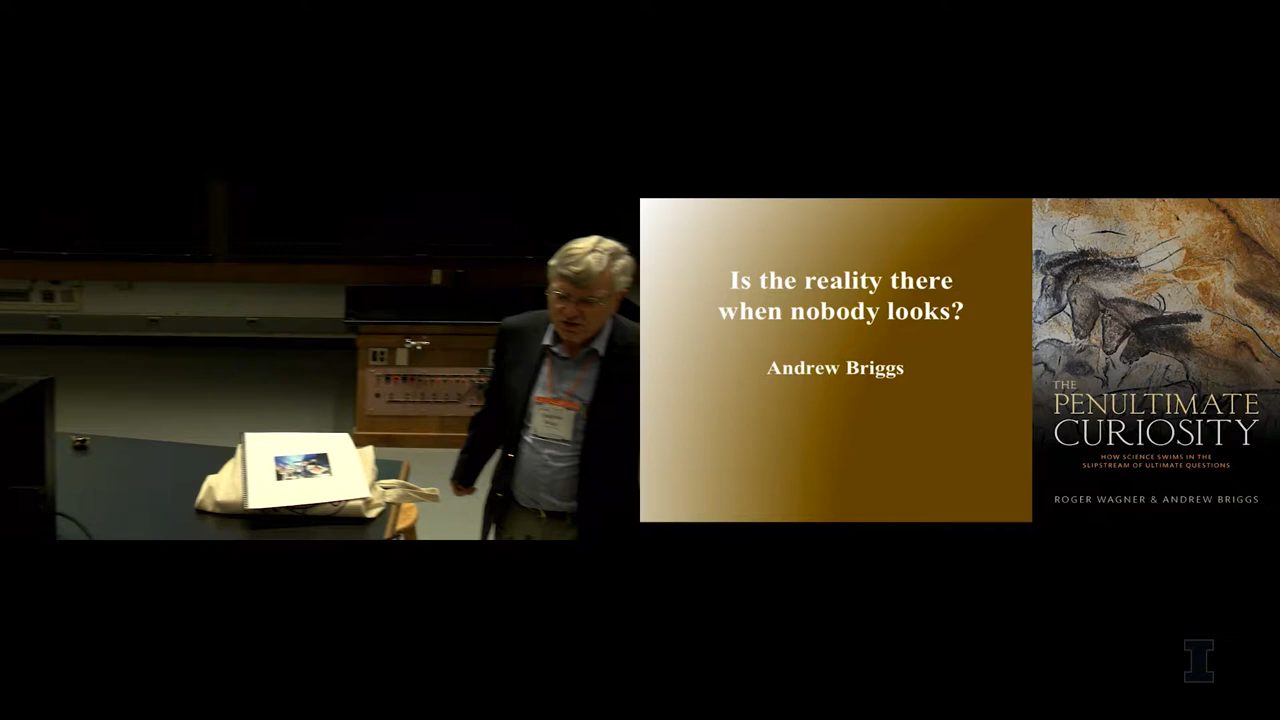 Is the reality there
when nobody looks?
Andrew Briggs
THE
PENULTIMATE
CURIOSITY
HOW SCIENCE SWIMS IN THE
SLIPSTREAM OF ULTIMATE QUESTIONS
ROGER WAGNER & ANDREW BRIGGS
I